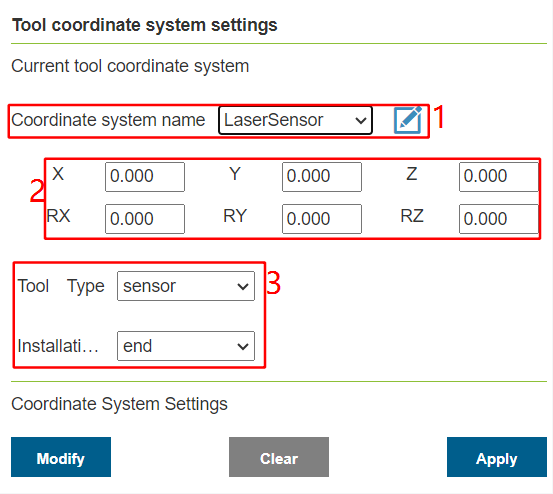 Tool coordinate system settings
Current tool coordinate system
Coordinate system name LaserSensor 1
2 X 0.000 Y 0.000 Z 0.000
RX 0.000 RY 0.000 RZ 0.000
Tool Type sensor 3
Installati... end
Coordinate System Settings
Modify Clear Apply